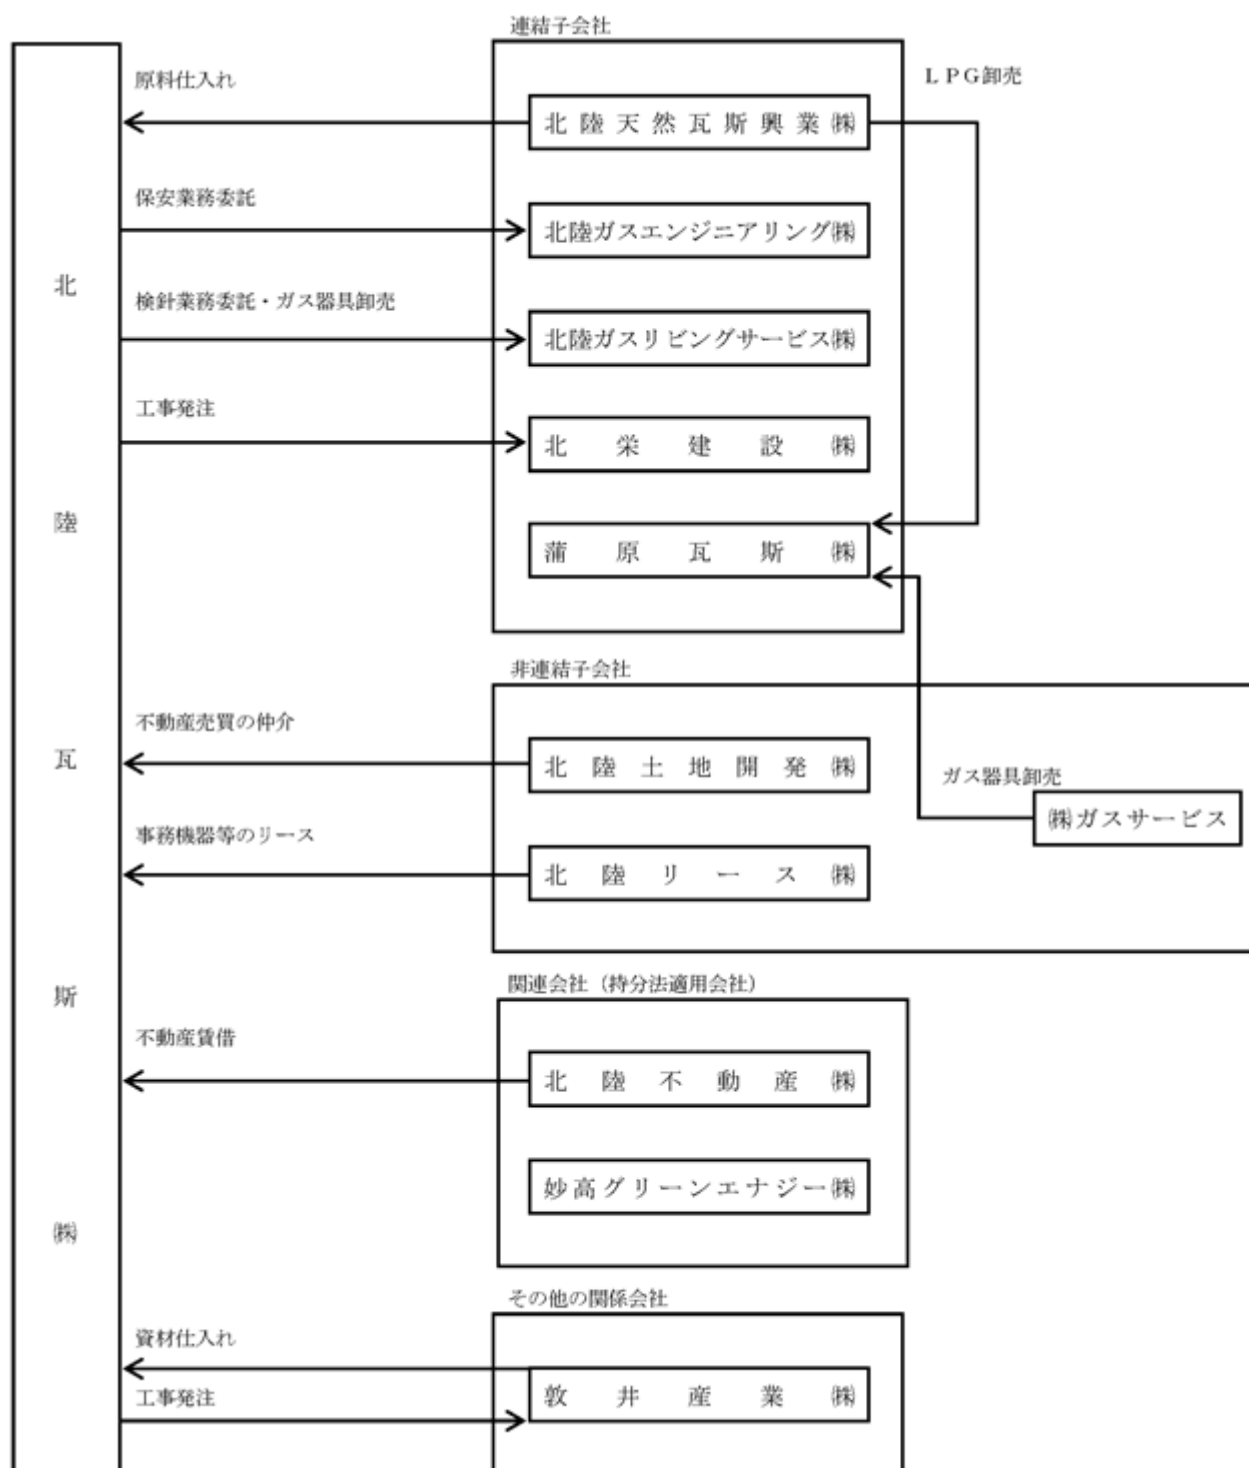 連結子会社
原料仕入れ
ＬＰＧ卸売
北陸天然瓦斯興業㈱
保安業務委託
北陸ガスエンジニアリング㈱
検針業務委託・ガス器具卸売
北陸ガスリビングサービス㈱
工事発注
北栄建設㈱
蒲原瓦斯㈱
北陸瓦斯㈱
非連結子会社
不動産売買の仲介
北陸土地開発㈱
ガス器具卸売
㈱ガスサービス
事務機器等のリース
北陸リース㈱
関連会社（持分法適用会社）
不動産賃借
北陸不動産㈱
妙高グリーンエナジー㈱
その他の関係会社
資材仕入れ
工事発注
敦井産業㈱